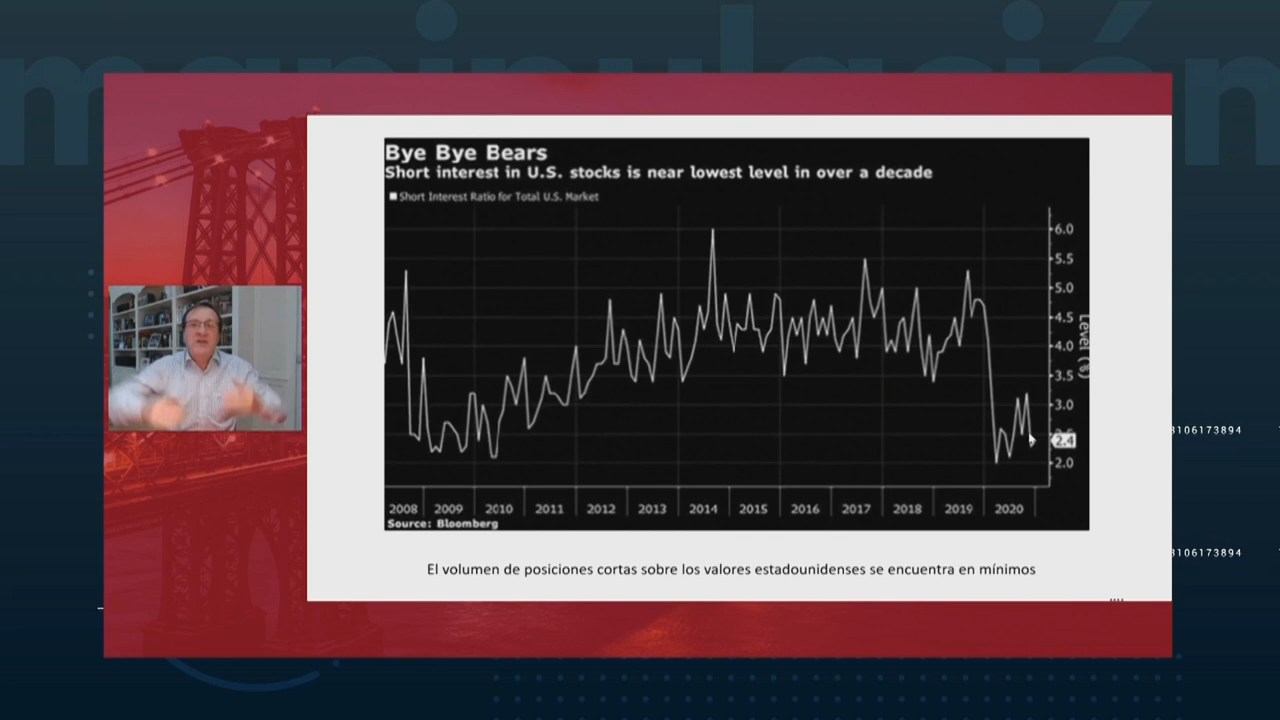 manipulación
Bye Bye Bears
Short interest in U.S. stocks is near lowest level in over a decade
Short Interest Ratio for Total U.S. Market
6.0
5.5
5.0
4.5
4.0
3.5
3.0
2.4
2.0
Level (%)
2008 2009 2010 2011 2012 2013 2014 2015 2016 2017 2018 2019 2020
Source: Bloomberg
El volumen de posiciones cortas sobre los valores estadounidenses se encuentra en mínimos
3106173894
3106173894